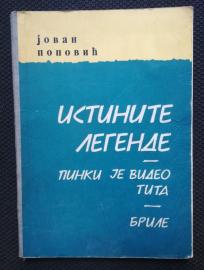 јован
поповић
ИСТИНИТЕ
ЛЕГЕНДЕ
ПИНКИ ЈЕ ВИДЕО
ТИТА
БРИЛЕ